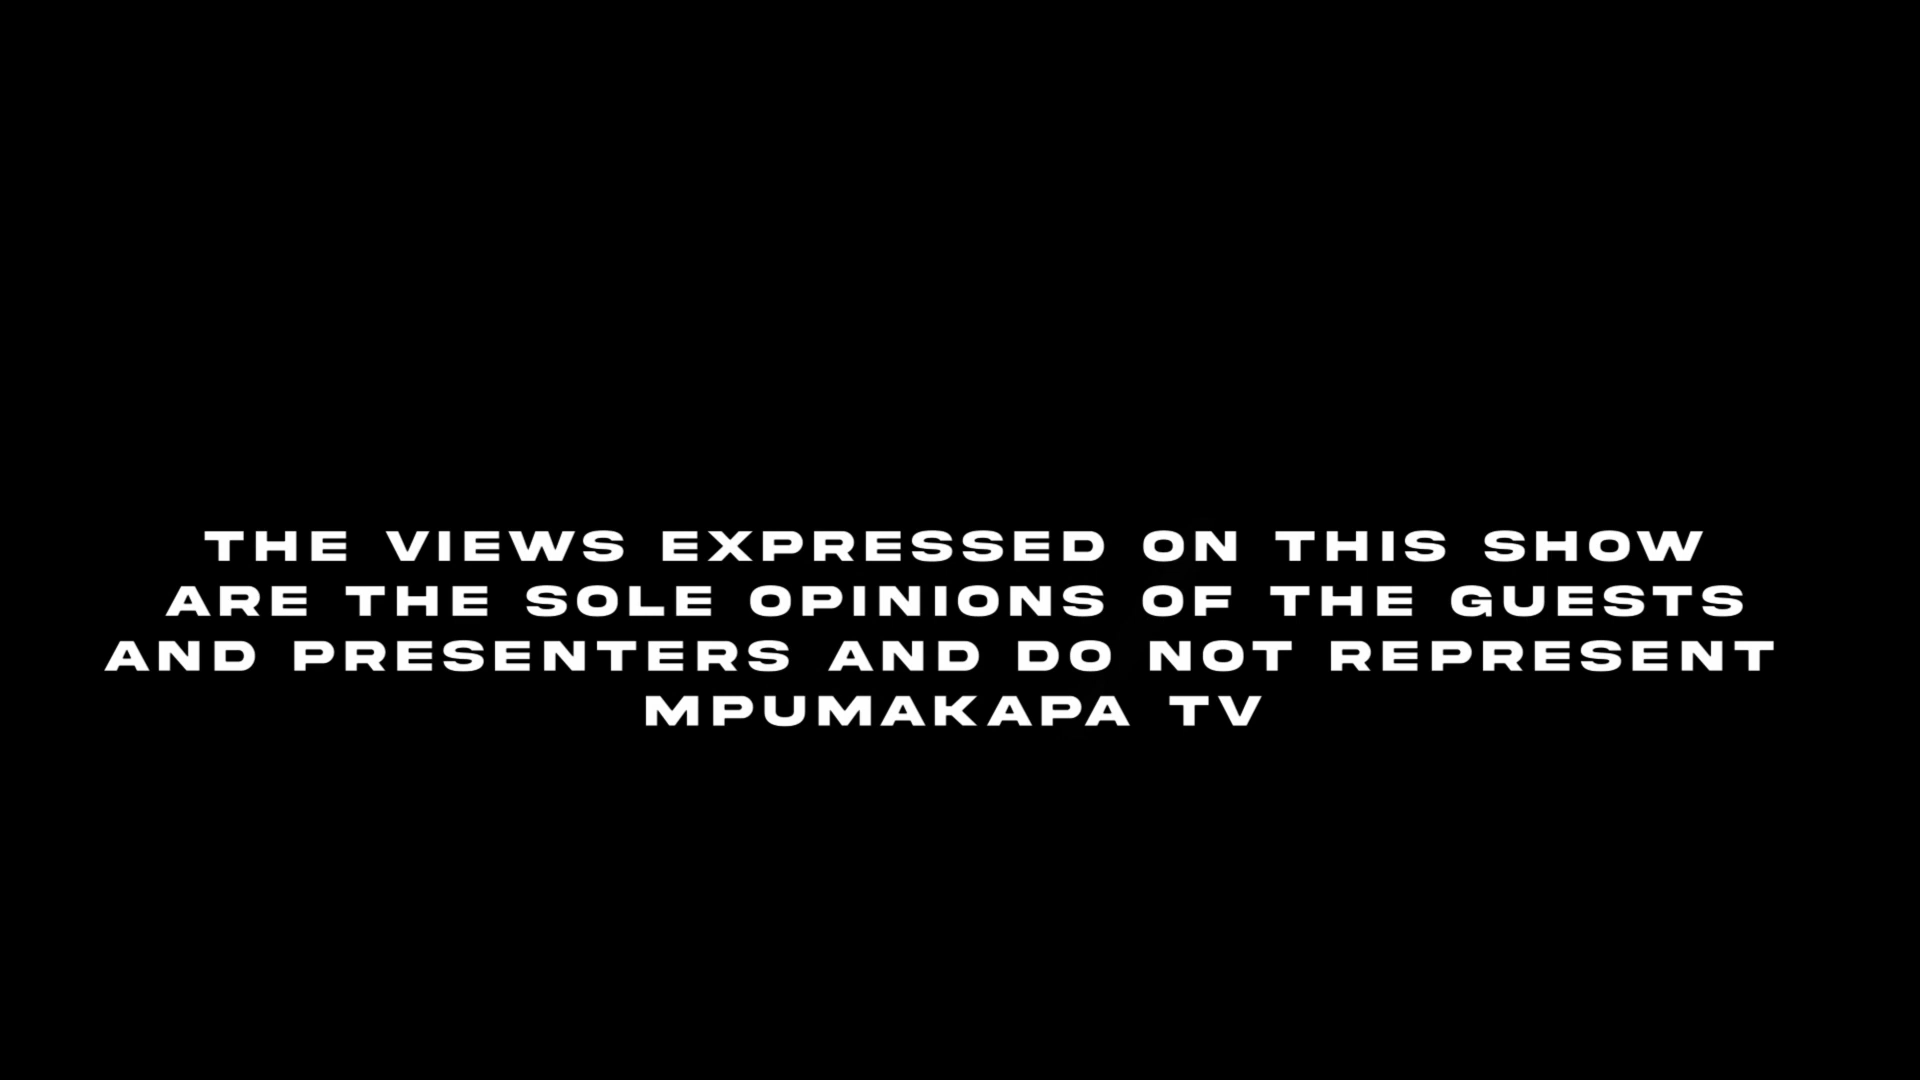 THE VIEWS EXPRESSED ON THIS SHOW
ARE THE SOLE OPINIONS OF THE GUESTS
AND PRESENTERS AND DO NOT REPRESENT
MPUMAKAPA TV